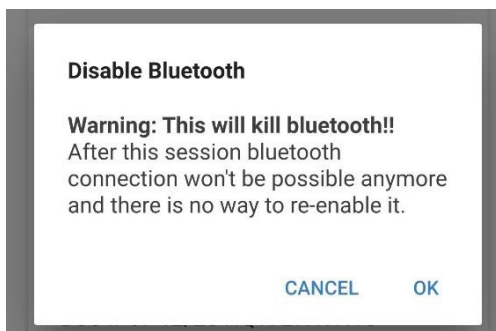 Disable Bluetooth
Warning: This will kill bluetooth!!
After this session bluetooth
connection won't be possible anymore
and there is no way to re-enable it.
CANCEL OK